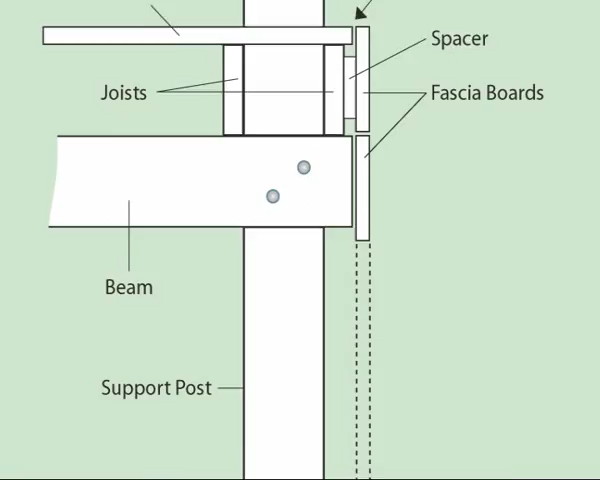 Spacer
Joists
Fascia Boards
Beam
Support Post